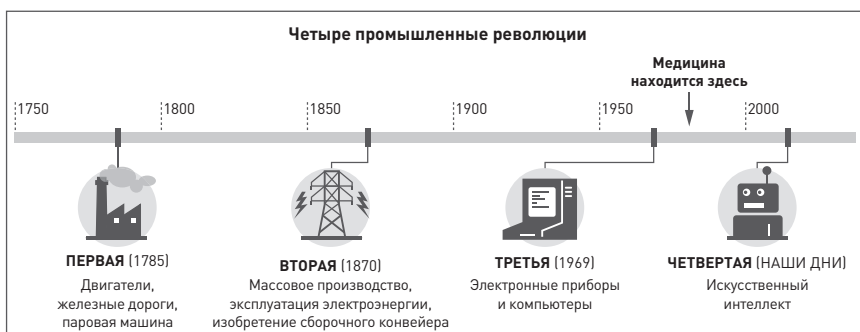 Четыре промышленные революции
Медицина
находится здесь
1750
1800
1850
1900
1950
2000
ПЕРВАЯ (1785)
Двигатели,
железные дороги,
паровая машина
ВТОРАЯ (1870)
Массовое производство,
эксплуатация электроэнергии,
изобретение сборочного конвейера
ТРЕТЬЯ (1969)
Электронные приборы
и компьютеры
ЧЕТВЕРТАЯ (НАШИ ДНИ)
Искусственный
интеллект